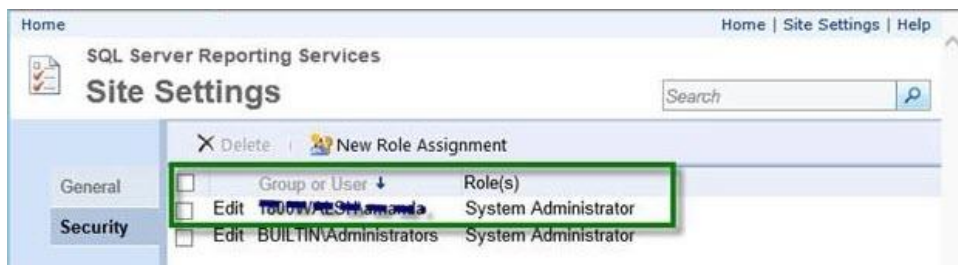 Home Home | Site Settings | Help
SQL Server Reporting Services
Site Settings
Search
Delete New Role Assignment
General
Group or User Role(s)
Edit System Administrator
Security
Edit BUILTIN\Administrators System Administrator